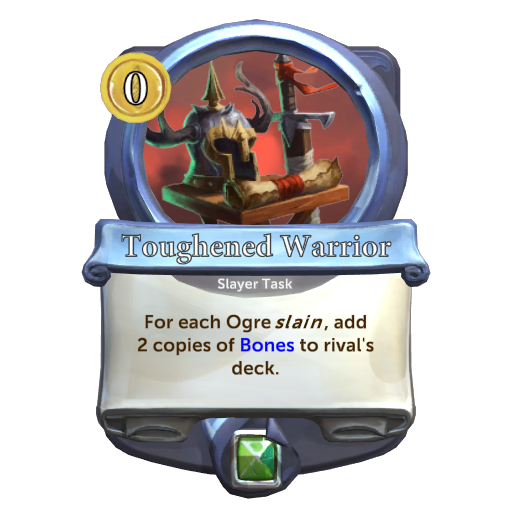 0
Toughened Warrior
Slayer Task
For each Ogre slain, add
2 copies of Bones to rival's
deck.